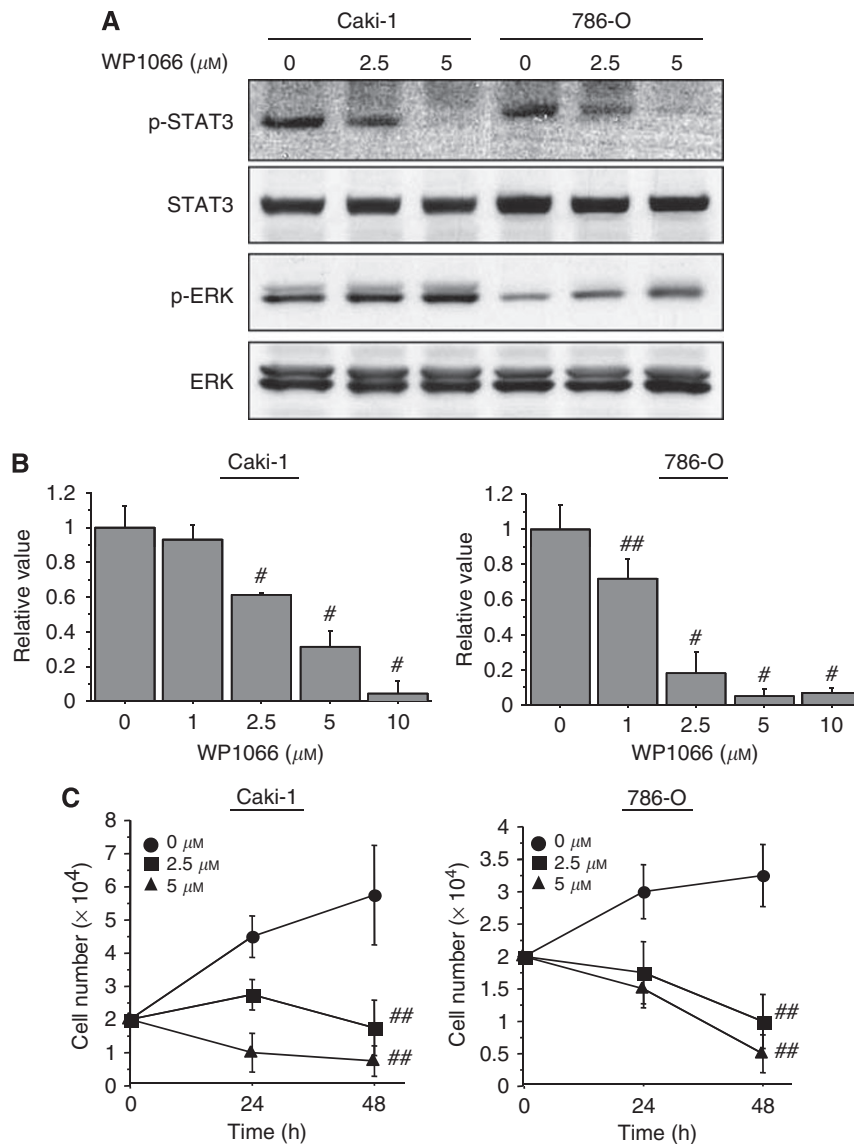 A
Caki-1 786-O
WP1066 (μM) 0 2.5 5 0 2.5 5
p-STAT3
STAT3
p-ERK
ERK
B
Caki-1
1.2
1
0.8
0.6
0.4
0.2
0
Relative value
# # #
0 1 2.5 5 10
WP1066 (μM)
786-O
1.2
1
0.8
0.6
0.4
0.2
0
Relative value
## # # #
0 1 2.5 5 10
WP1066 (μM)
C
Caki-1
8
7
6
5
4
3
2
1
0
Cell number (× 10⁴)
0 μM
2.5 μM
5 μM
##
##
0 24 48
Time (h)
786-O
4
3.5
3
2.5
2
1.5
1
0.5
0
Cell number (× 10⁴)
0 μM
2.5 μM
5 μM
##
##
0 24 48
Time (h)